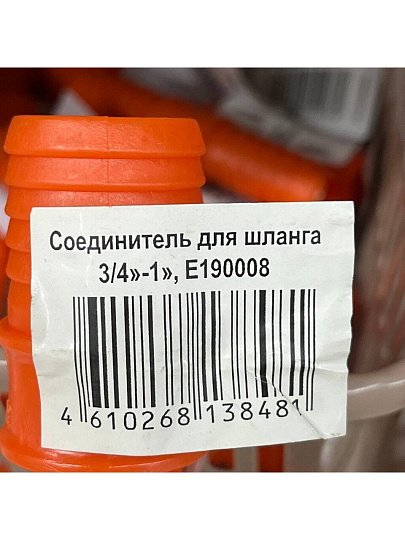 Соединитель для шланга
3/4»-1», E190008
4 610268 138481